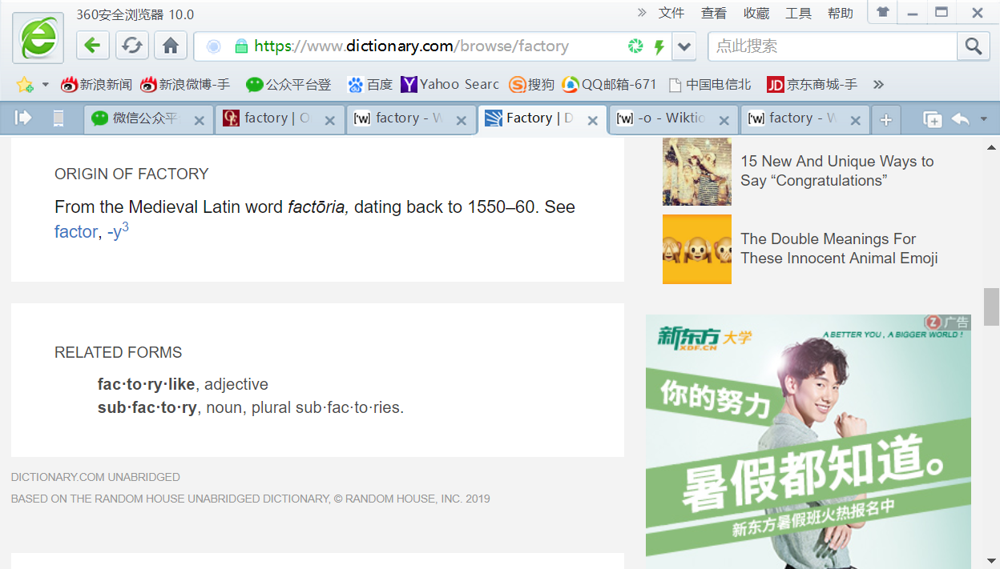 360安全浏览器 10.0
文件 查看 收藏 工具 帮助
https://www.dictionary.com/browse/factory
点此搜索
新浪新闻 新浪微博-手 公众平台登 百度 Yahoo Searc 搜狗 QQ邮箱-671 中国电信北 JD 京东商城-手
微信公众平 factory | O factory - W Factory | D -o - Wiktio factory - W
ORIGIN OF FACTORY
From the Medieval Latin word factōria, dating back to 1550–60. See
factor, -y3
RELATED FORMS
fac·to·ry·like, adjective
sub·fac·to·ry, noun, plural sub·fac·to·ries.
DICTIONARY.COM UNABRIDGED
BASED ON THE RANDOM HOUSE UNABRIDGED DICTIONARY, © RANDOM HOUSE, INC. 2019
15 New And Unique Ways to
Say “Congratulations”
The Double Meanings For
These Innocent Animal Emoji
广告
新东方 大学
XDF.CN
A BETTER YOU, A BIGGER WORLD!
你的努力
暑假都知道。
新东方暑假班火热报名中